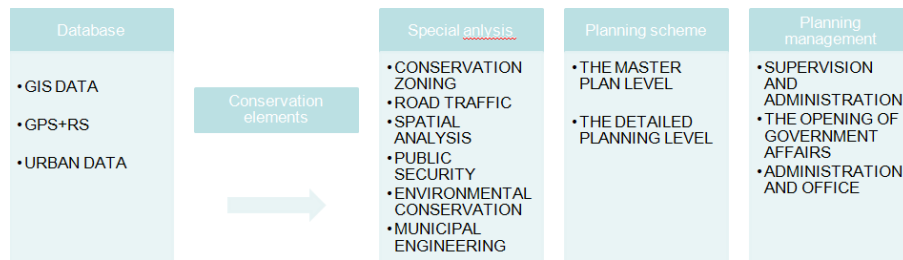 Database
•GIS DATA
•GPS+RS
•URBAN DATA
Conservation
elements
Special anlysis
•CONSERVATION
ZONING
•ROAD TRAFFIC
•SPATIAL
ANALYSIS
•PUBLIC
SECURITY
•ENVIRONMENTAL
CONSERVATION
•MUNICIPAL
ENGINEERING
Planning scheme
•THE MASTER
PLAN LEVEL
•THE DETAILED
PLANNING LEVEL
Planning
management
•SUPERVISION
AND
ADMINISTRATION
•THE OPENING OF
GOVERNMENT
AFFAIRS
•ADMINISTRATION
AND OFFICE